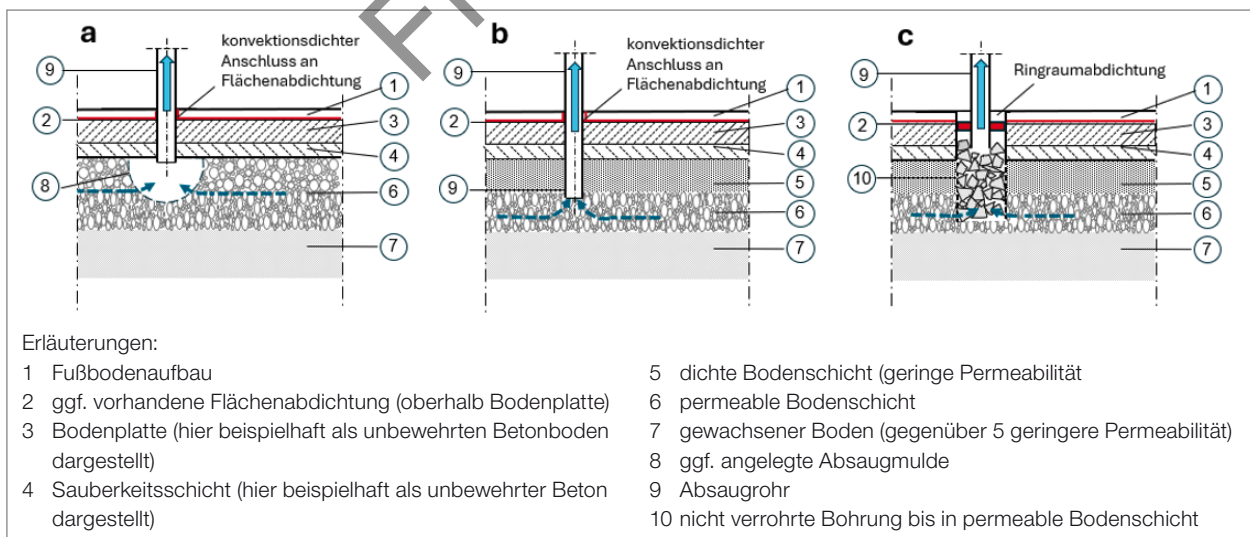 a
konvektionsdichter
Anschluss an
Flächenabdichtung
9
1
2
3
4
8
6
7
b
konvektionsdichter
Anschluss an
Flächenabdichtung
9
1
2
3
4
9
5
6
7
c
Ringraumabdichtung
9
1
2
3
4
10
5
6
7
Erläuterungen:
1 Fußbodenaufbau
2 ggf. vorhandene Flächenabdichtung (oberhalb Bodenplatte)
3 Bodenplatte (hier beispielhaft als unbewehrten Betonboden
dargestellt)
4 Sauberkeitsschicht (hier beispielhaft als unbewehrter Beton
dargestellt)
5 dichte Bodenschicht (geringe Permeabilität
6 permeable Bodenschicht
7 gewachsener Boden (gegenüber 5 geringere Permeabilität)
8 ggf. angelegte Absaugmulde
9 Absaugrohr
10 nicht verrohrte Bohrung bis in permeable Bodenschicht